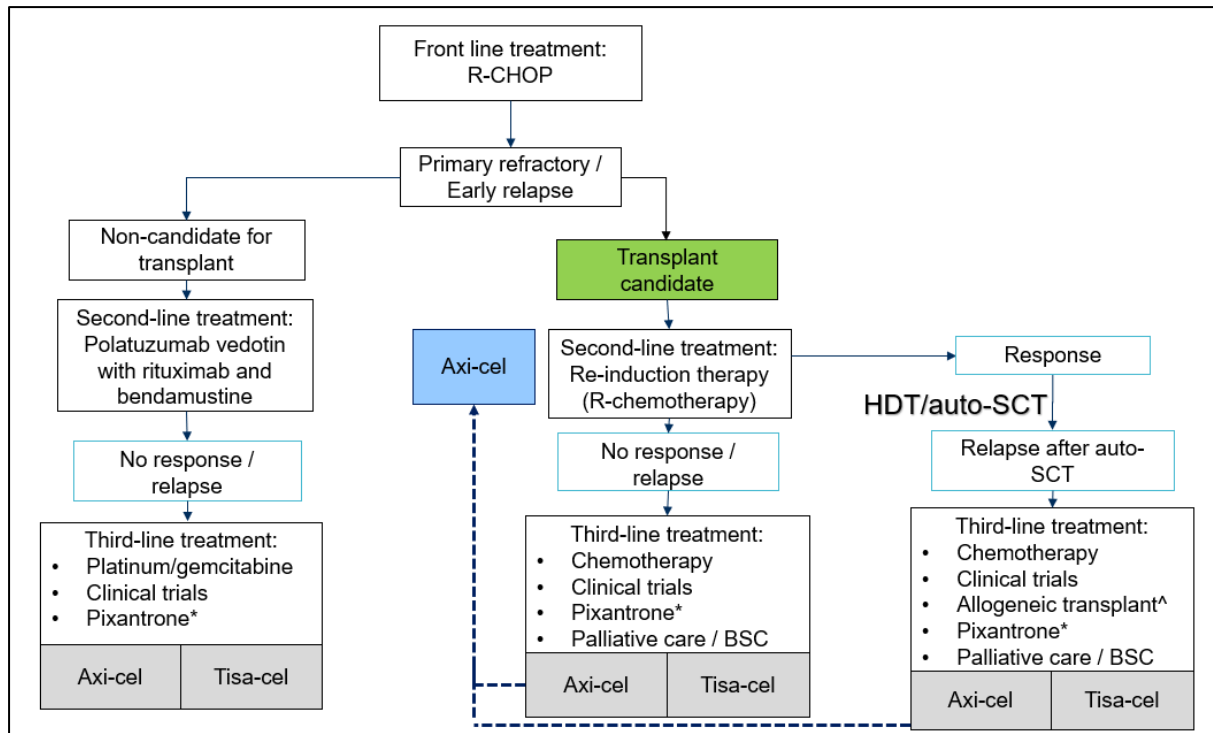 Front line treatment:
R-CHOP
Primary refractory /
Early relapse
Non-candidate for
transplant
Transplant
candidate
Second-line treatment:
Polatuzumab vedotin
with rituximab and
bendamustine
Axi-cel
Second-line treatment:
Re-induction therapy
(R-chemotherapy)
Response
HDT/auto-SCT
No response /
relapse
No response /
relapse
Relapse after auto-
SCT
Third-line treatment:
• Platinum/gemcitabine
• Clinical trials
• Pixantrone*
Axi-cel
Tisa-cel
Third-line treatment:
• Chemotherapy
• Clinical trials
• Pixantrone*
• Palliative care / BSC
Axi-cel
Tisa-cel
Third-line treatment:
• Chemotherapy
• Clinical trials
• Allogeneic transplant^
• Pixantrone*
• Palliative care / BSC
Axi-cel
Tisa-cel